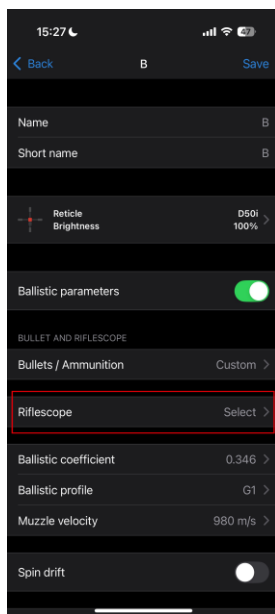 15:27
47
Back
B
Save
Name
B
Short name
B
Reticle
D50i
Brightness
100%
Ballistic parameters
BULLET AND RIFLESCOPE
Bullets / Ammunition
Custom
Riflescope
Select
Ballistic coefficient
0.346
Ballistic profile
G1
Muzzle velocity
980 m/s
Spin drift